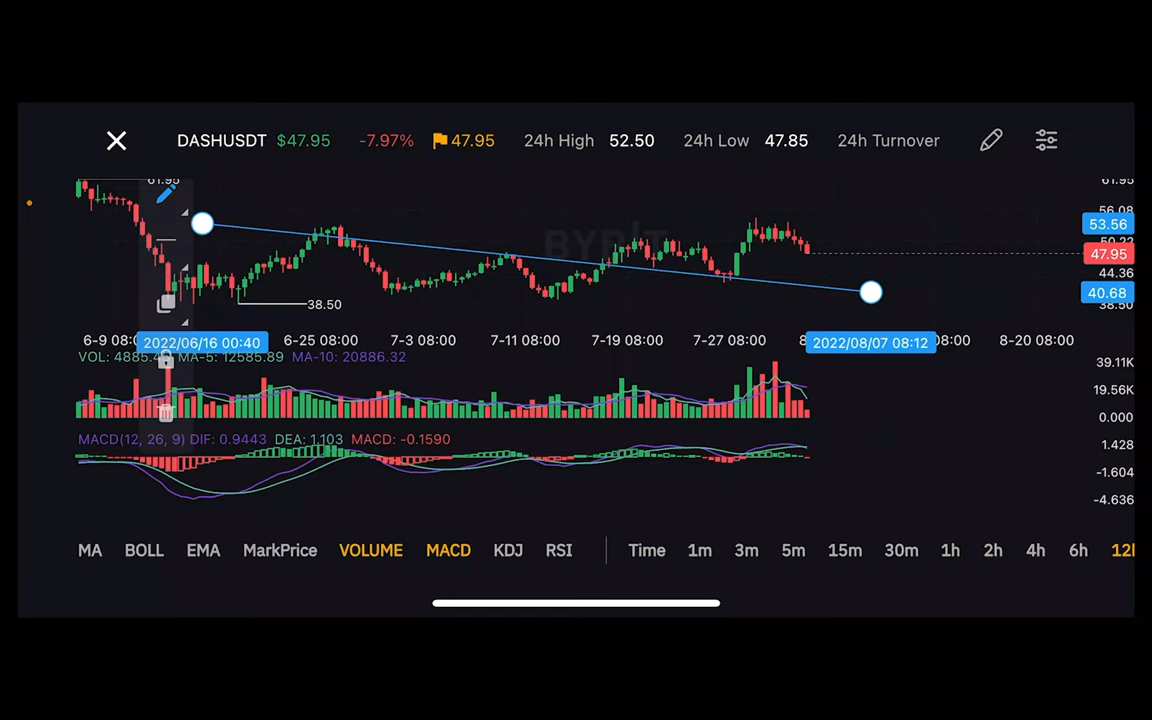 DASHUSDT $47.95 -7.97% 47.95 24h High 52.50 24h Low 47.85 24h Turnover
61.95 61.95
56.08
53.56
BYBIT 50.22
47.95
44.36
40.68
38.50 38.50
6-9 08:0 2022/06/16 00:40 6-25 08:00 7-3 08:00 7-11 08:00 7-19 08:00 7-27 08:00 8 2022/08/07 08:12 08:00 8-20 08:00
VOL: 4885.4 MA-5: 12585.89 MA-10: 20886.32
39.11K
19.56K
0.000
MACD(12, 26, 9) DIF: 0.9443 DEA: 1.103 MACD: -0.1590
1.428
-1.604
-4.636
MA BOLL EMA MarkPrice VOLUME MACD KDJ RSI Time 1m 3m 5m 15m 30m 1h 2h 4h 6h 12